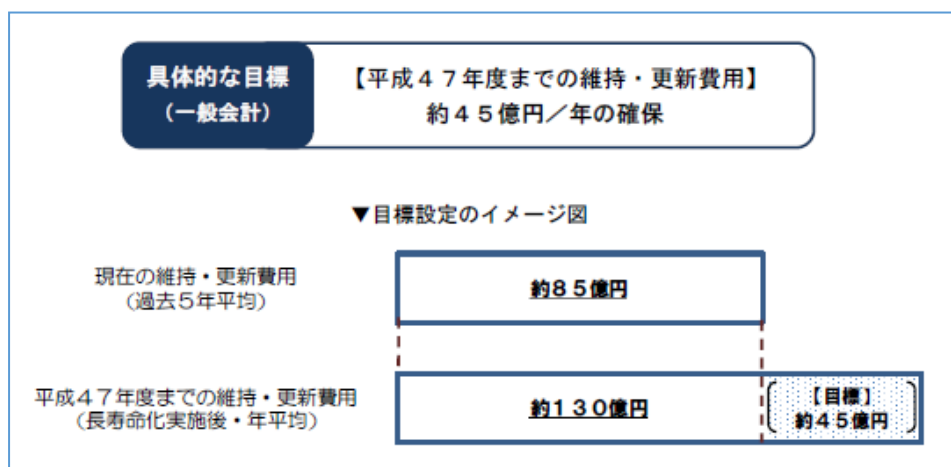 具体的な目標
（一般会計）
【平成４７年度までの維持・更新費用】
約４５億円／年の確保
▼目標設定のイメージ図
現在の維持・更新費用
（過去５年平均）
約８５億円
平成４７年度までの維持・更新費用
（長寿命化実施後・年平均）
約１３０億円
【目標】
約４５億円